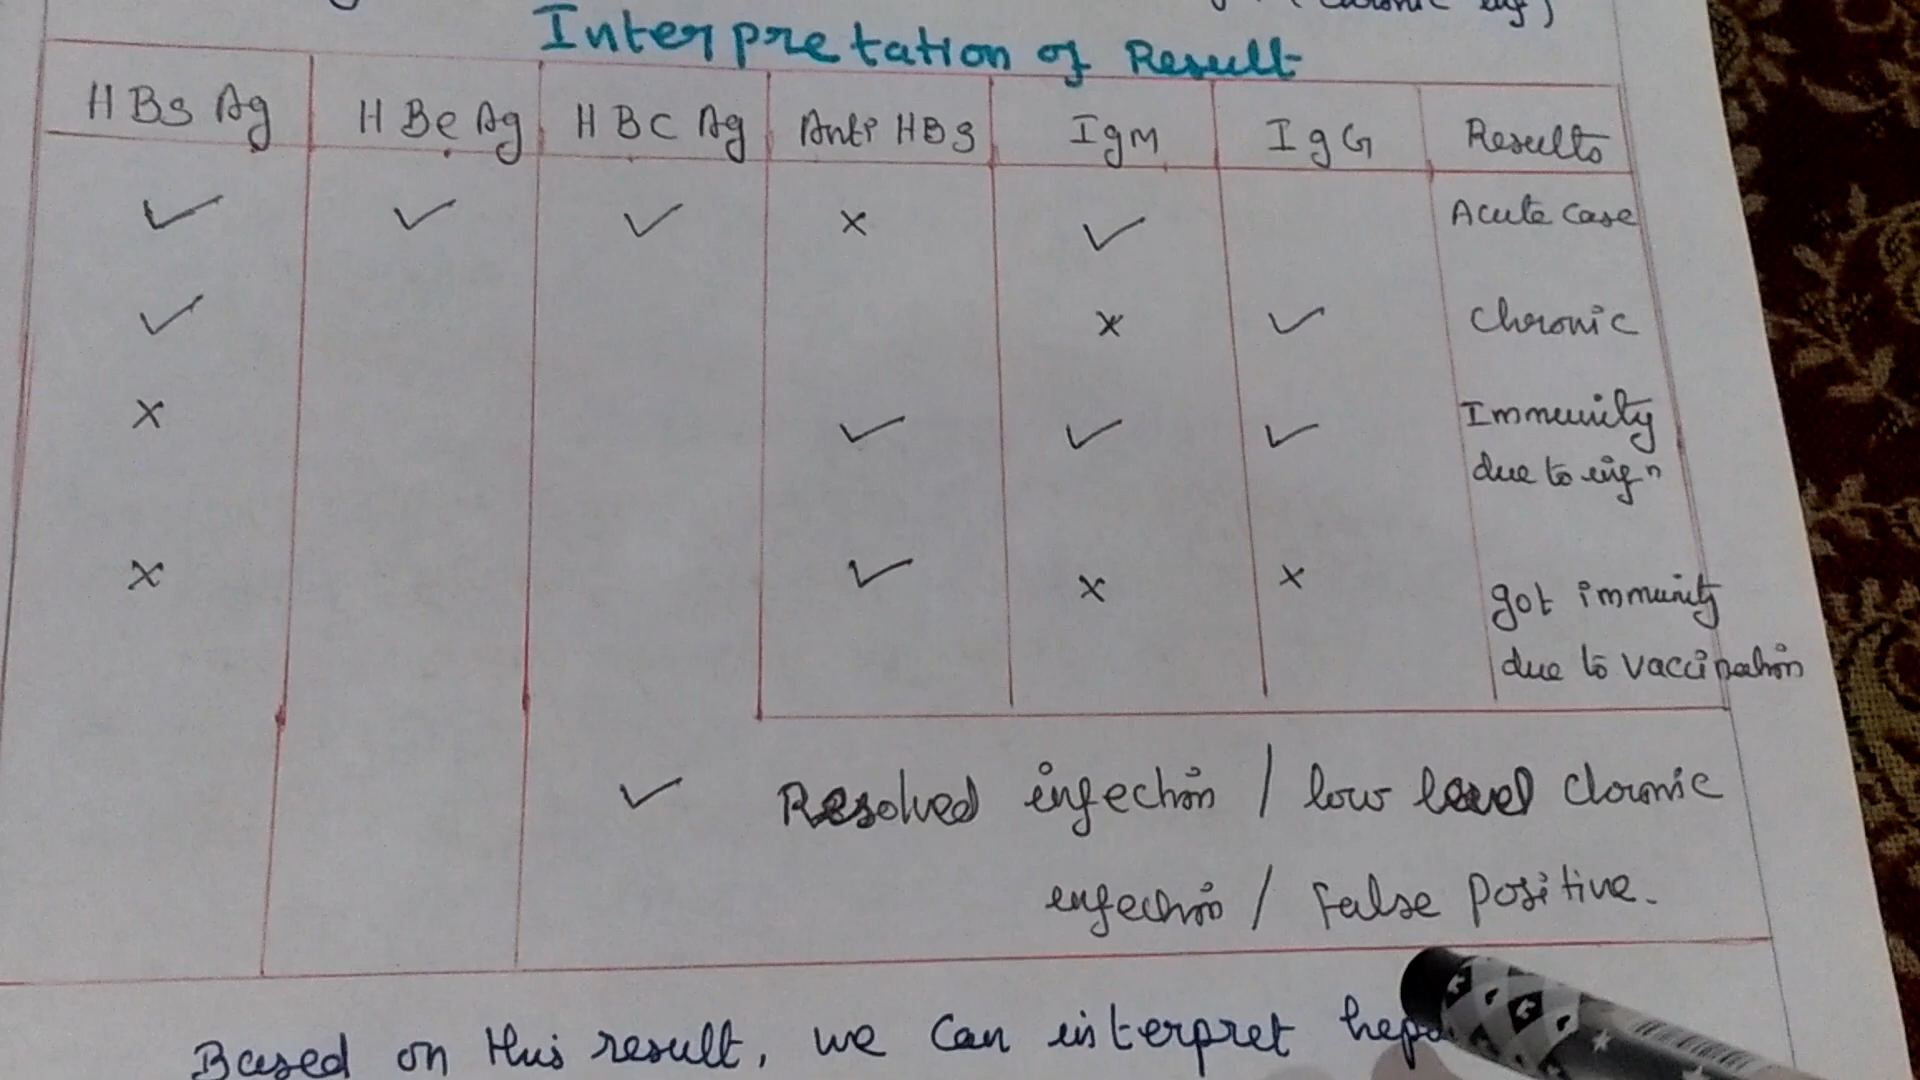 Interpretation of Result
HBs Ag HBe Ag HBC Ag Anti HBS IgM IgG Results
✓ ✓ ✓ x ✓ Acute case
✓ x ✓ Chronic
x ✓ ✓ ✓ Immunity
due to infn
x ✓ x x got immunity
due to vaccination
✓ Resolved infection / low level chronic
infection / False positive.
Based on this result, we can interpret